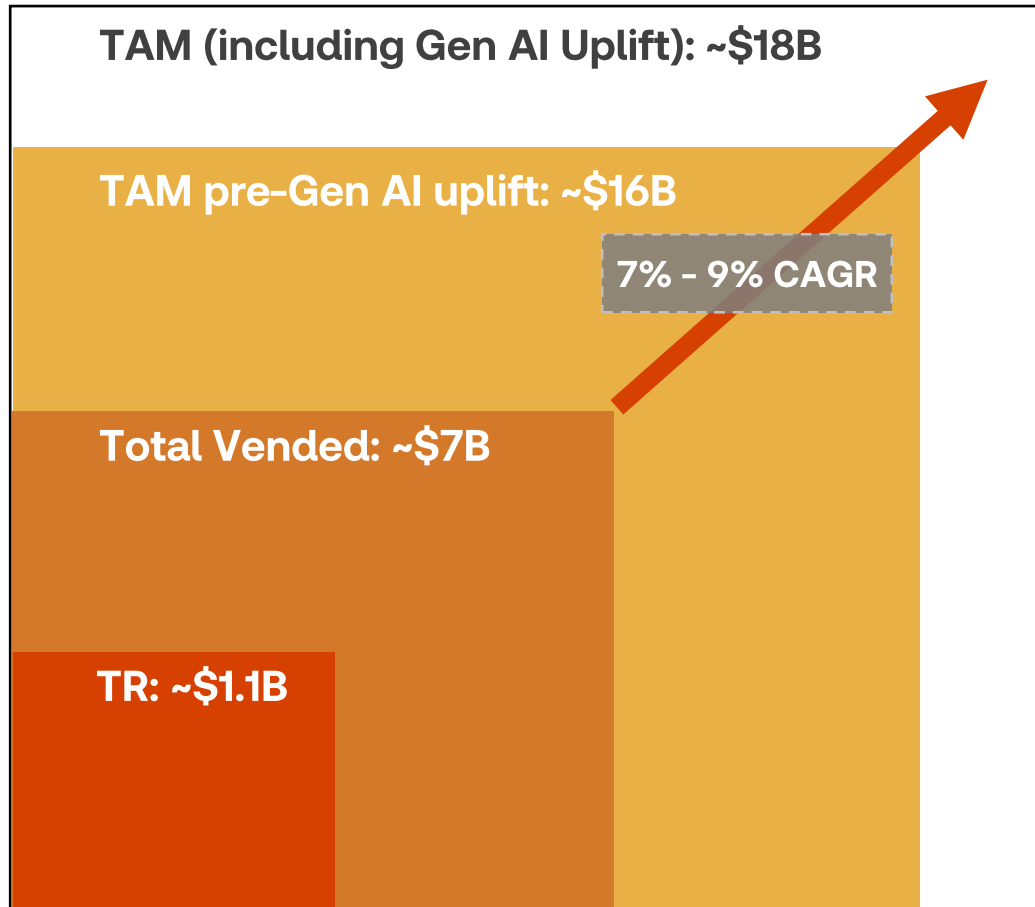 TAM (including Gen AI Uplift): ~$18B
TAM pre-Gen AI uplift: ~$16B
7% - 9% CAGR
Total Vended: ~$7B
TR: ~$1.1B